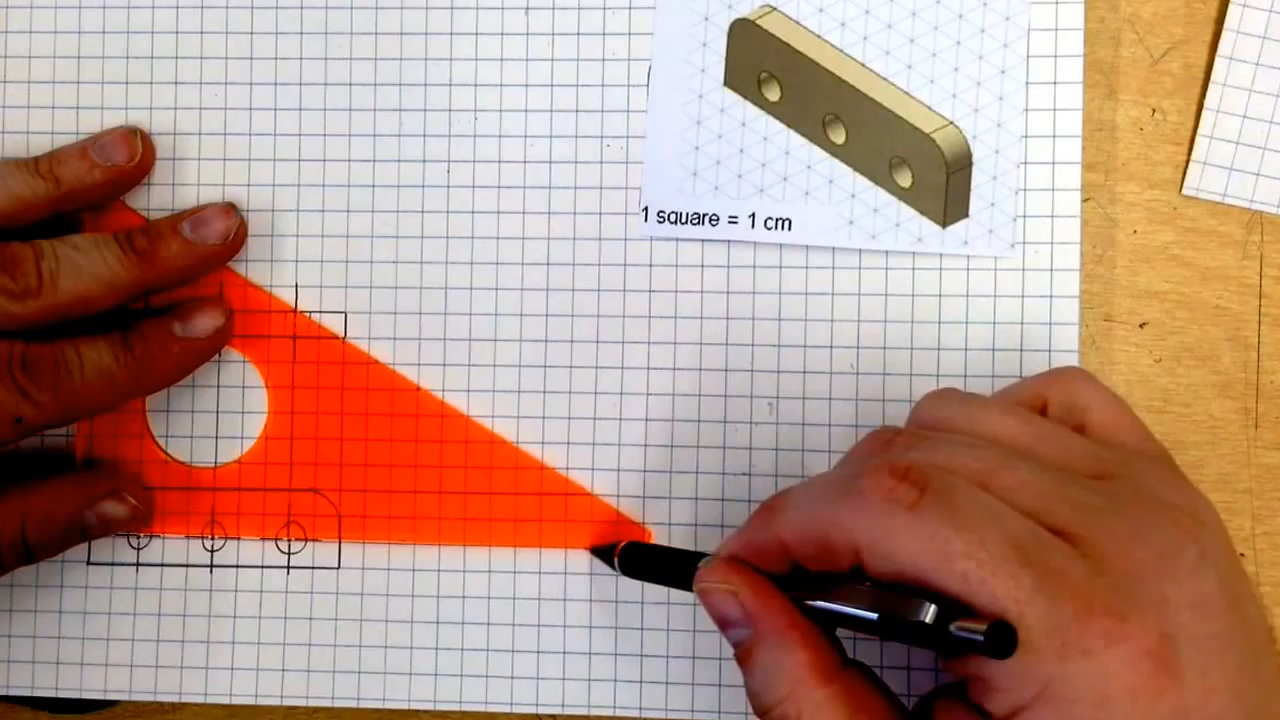 1 square = 1 cm